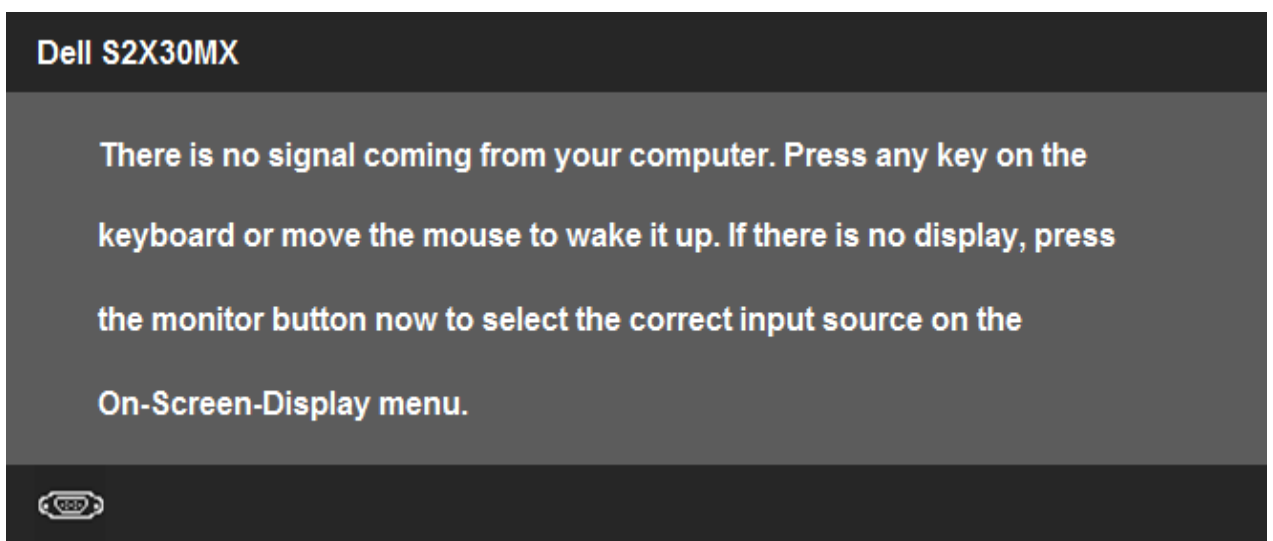 Dell S2X30MX
There is no signal coming from your computer. Press any key on the
keyboard or move the mouse to wake it up. If there is no display, press
the monitor button now to select the correct input source on the
On-Screen-Display menu.